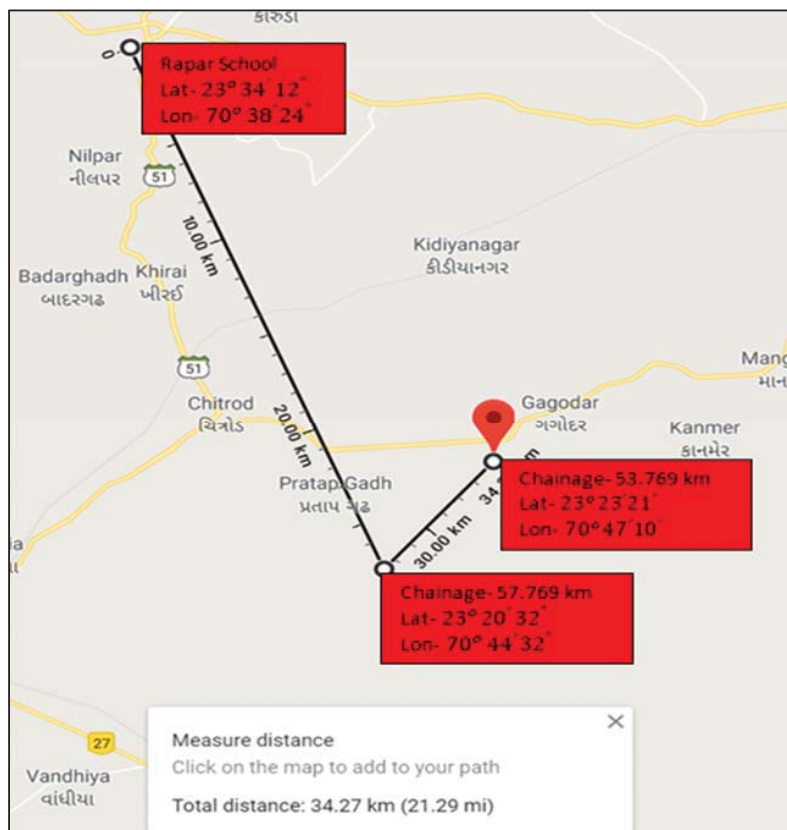 કારુડા
0
Rapar School
Lat- 23° 34´ 12"
Lon- 70° 38´ 24"
Nilpar
નીલપર
51
10.00 km
Kidiyanagar
કીડીયાનગર
Badarghadh
બાદરગઢ
Khirai
ખીરઈ
51
Mang
માન
Chitrod
ચિત્રોડ
20.00 km
Gagodar
ગગોદર
Kanmer
કાનમેર
Pratap Gadh
પ્રતાપ ગઢ
Chainage- 53.769 km
Lat- 23° 23´ 21"
Lon- 70° 47´ 10"
30.00 km
Chainage- 57.769 km
Lat- 23° 20´ 32"
Lon- 70° 44´ 32"
27
Vandhiya
વાંધીયા
Measure distance
Click on the map to add to your path
Total distance: 34.27 km (21.29 mi)